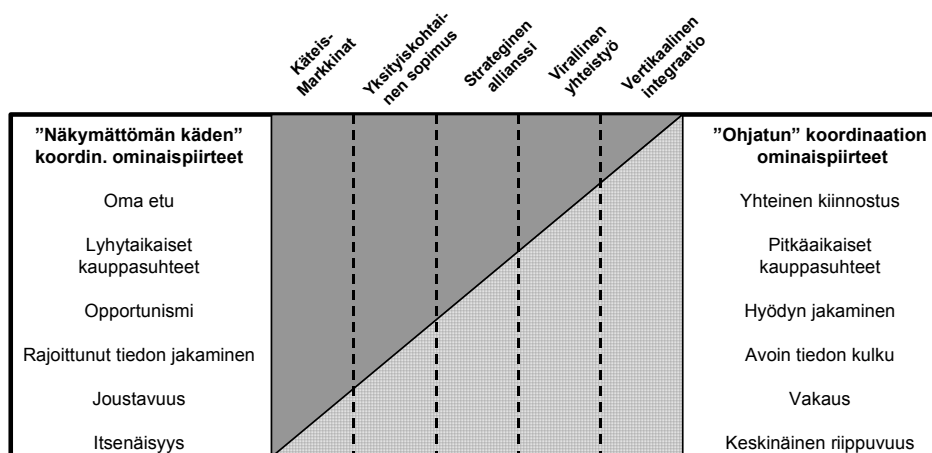 Käteis-
Markkinat
Yksityiskohtai-
nen sopimus
Strateginen
allianssi
Virallinen
yhteistyö
Vertikaalinen
integraatio
”Näkymättömän käden”
koordin. ominaispiirteet
Oma etu
Lyhytaikaiset
kauppasuhteet
Opportunismi
Rajoittunut tiedon jakaminen
Joustavuus
Itsenäisyys
”Ohjatun” koordinaation
ominaispiirteet
Yhteinen kiinnostus
Pitkäaikaiset
kauppasuhteet
Hyödyn jakaminen
Avoin tiedon kulku
Vakaus
Keskinäinen riippuvuus